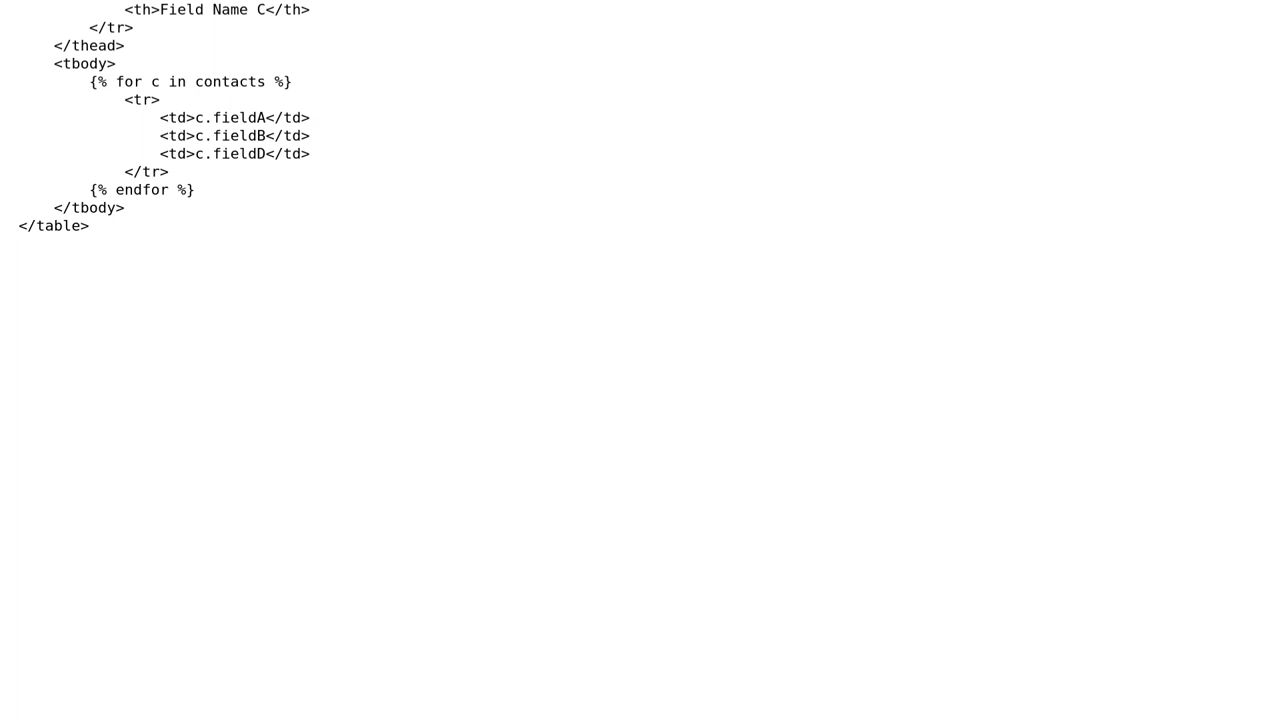 <th>Field Name C</th>
        </tr>
    </thead>
    <tbody>
        {% for c in contacts %}
            <tr>
                <td>c.fieldA</td>
                <td>c.fieldB</td>
                <td>c.fieldD</td>
            </tr>
        {% endfor %}
    </tbody>
</table>